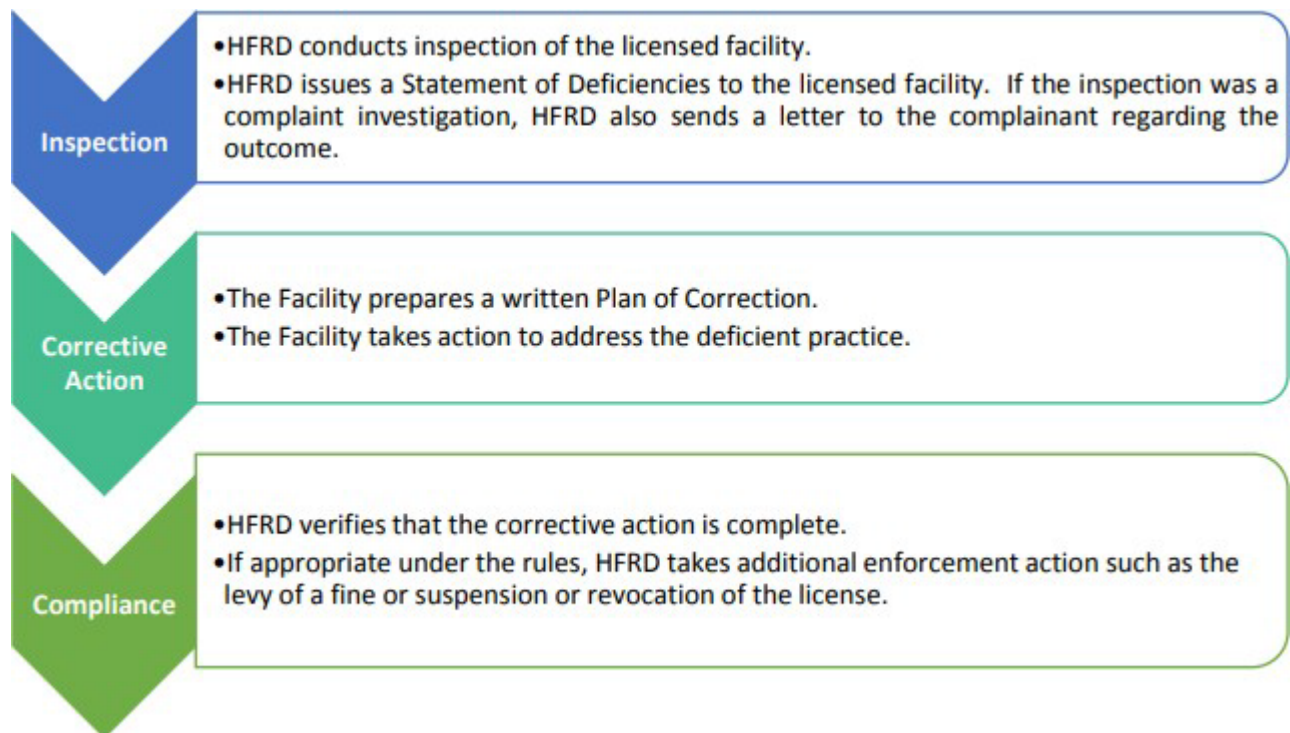 Inspection
•HFRD conducts inspection of the licensed facility.
•HFRD issues a Statement of Deficiencies to the licensed facility.  If the inspection was a
complaint investigation, HFRD also sends a letter to the complainant regarding the
outcome.
Corrective
Action
•The Facility prepares a written Plan of Correction.
•The Facility takes action to address the deficient practice.
Compliance
•HFRD verifies that the corrective action is complete.
•If appropriate under the rules, HFRD takes additional enforcement action such as the
levy of a fine or suspension or revocation of the license.